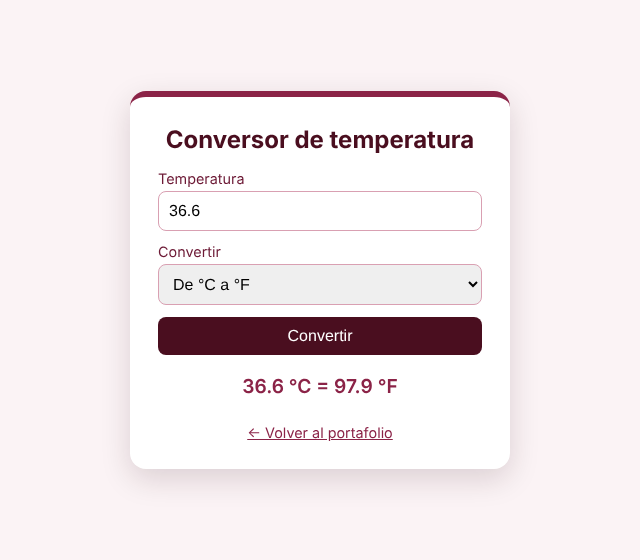 Conversor de temperatura
Temperatura
36.6
Convertir
De °C a °F
Convertir
36.6 °C = 97.9 °F
← Volver al portafolio